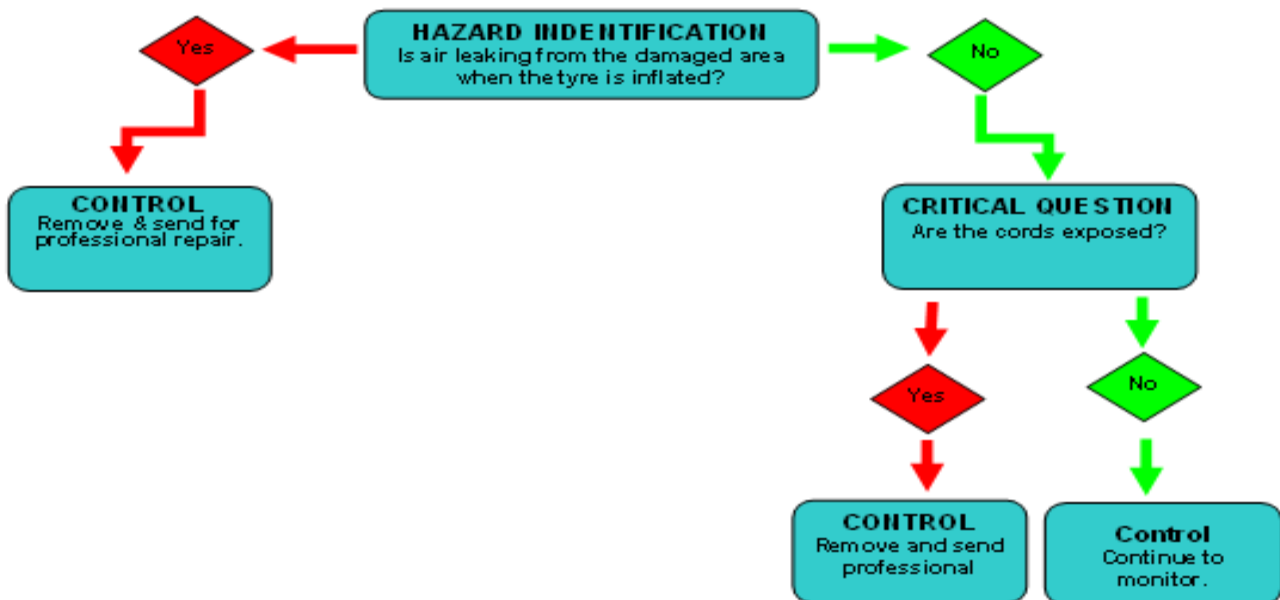 Yes
HAZARD INDENTIFICATION
Is air leaking from the damaged area
when the tyre is inflated?
No
CONTROL
Remove & send for
professional repair.
CRITICAL QUESTION
Are the cords exposed?
Yes
No
CONTROL
Remove and send
professional
Control
Continue to
monitor.